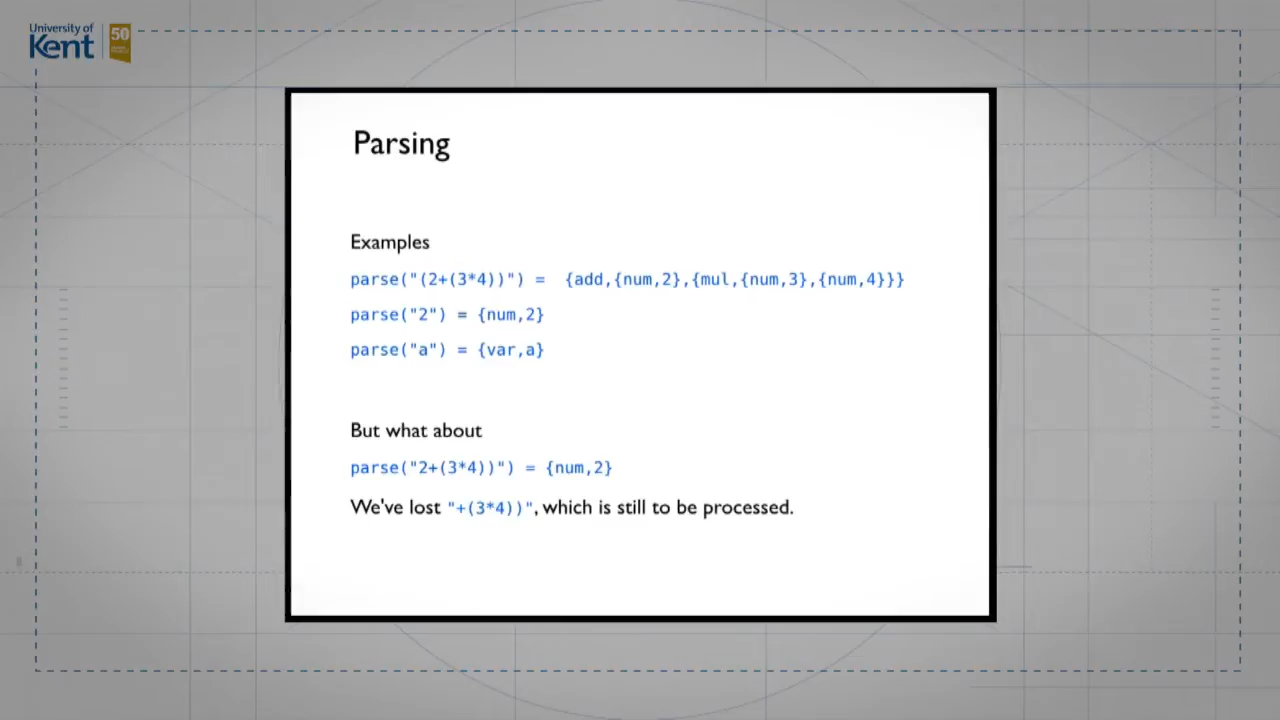 University of
Kent
50
Parsing
Examples
parse("(2+(3*4))") = {add,{num,2},{mul,{num,3},{num,4}}}
parse("2") = {num,2}
parse("a") = {var,a}
But what about
parse("2+(3*4))") = {num,2}
We've lost "+(3*4))", which is still to be processed.